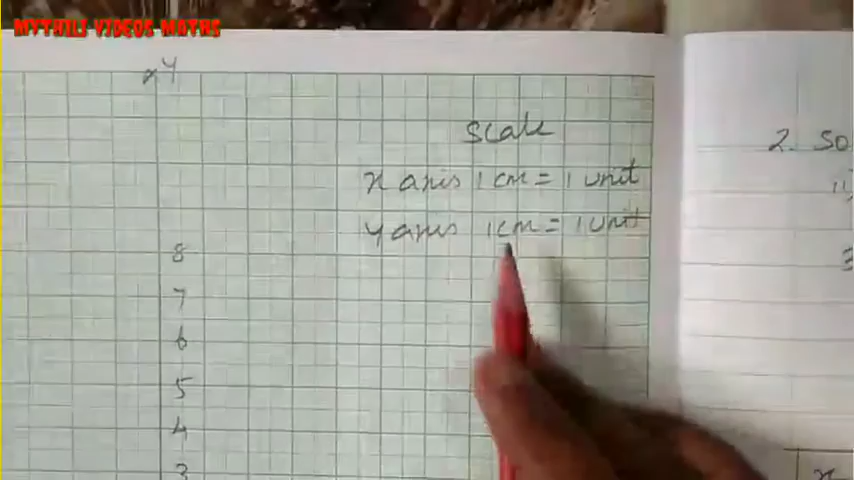 MYTHILI VIDEOS MATHS
Y
Scale
x axis 1 cm = 1 unit
y axis 1 cm = 1 unit
8
7
6
5
4
3
2. So